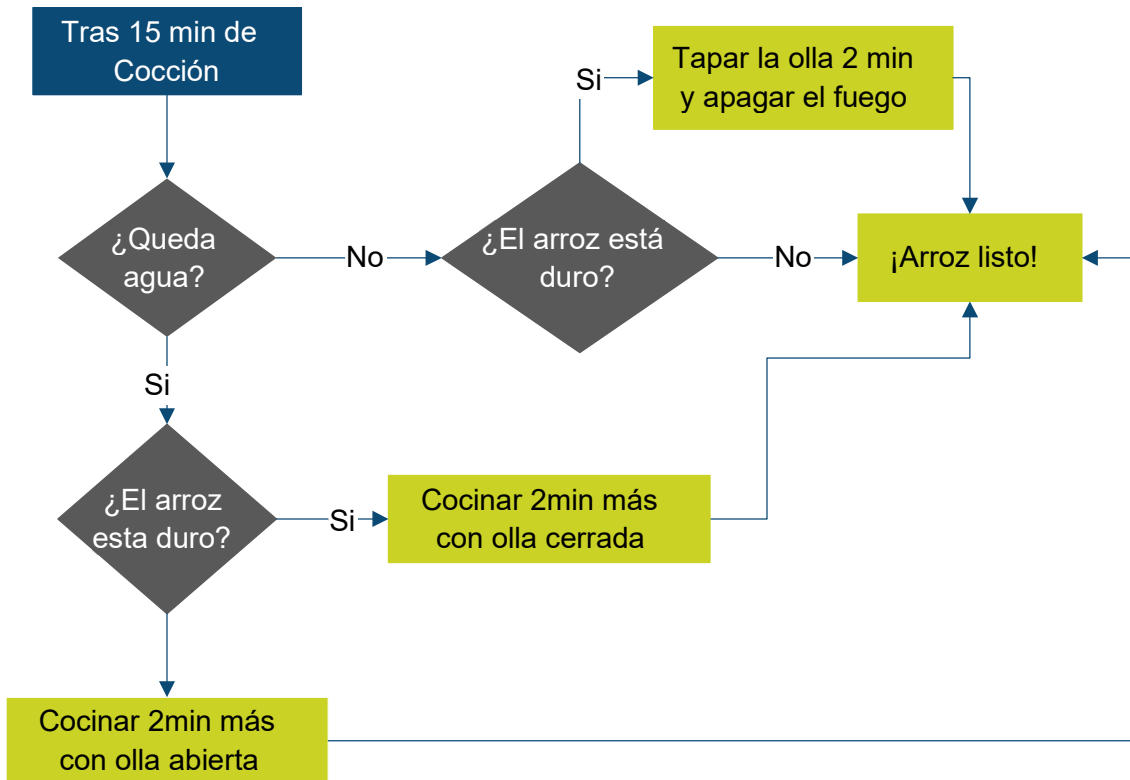 Tras 15 min de
Cocción
Si
Tapar la olla 2 min
y apagar el fuego
¿Queda
agua?
No
¿El arroz está
duro?
No
¡Arroz listo!
Si
¿El arroz
esta duro?
Si
Cocinar 2min más
con olla cerrada
Cocinar 2min más
con olla abierta